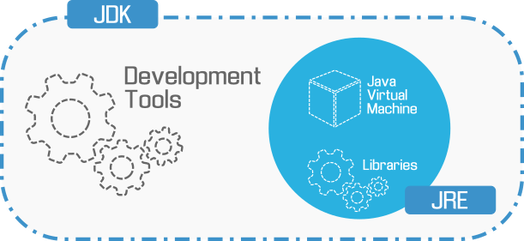 JDK
Development
Tools
Java
Virtual
Machine
Libraries
JRE